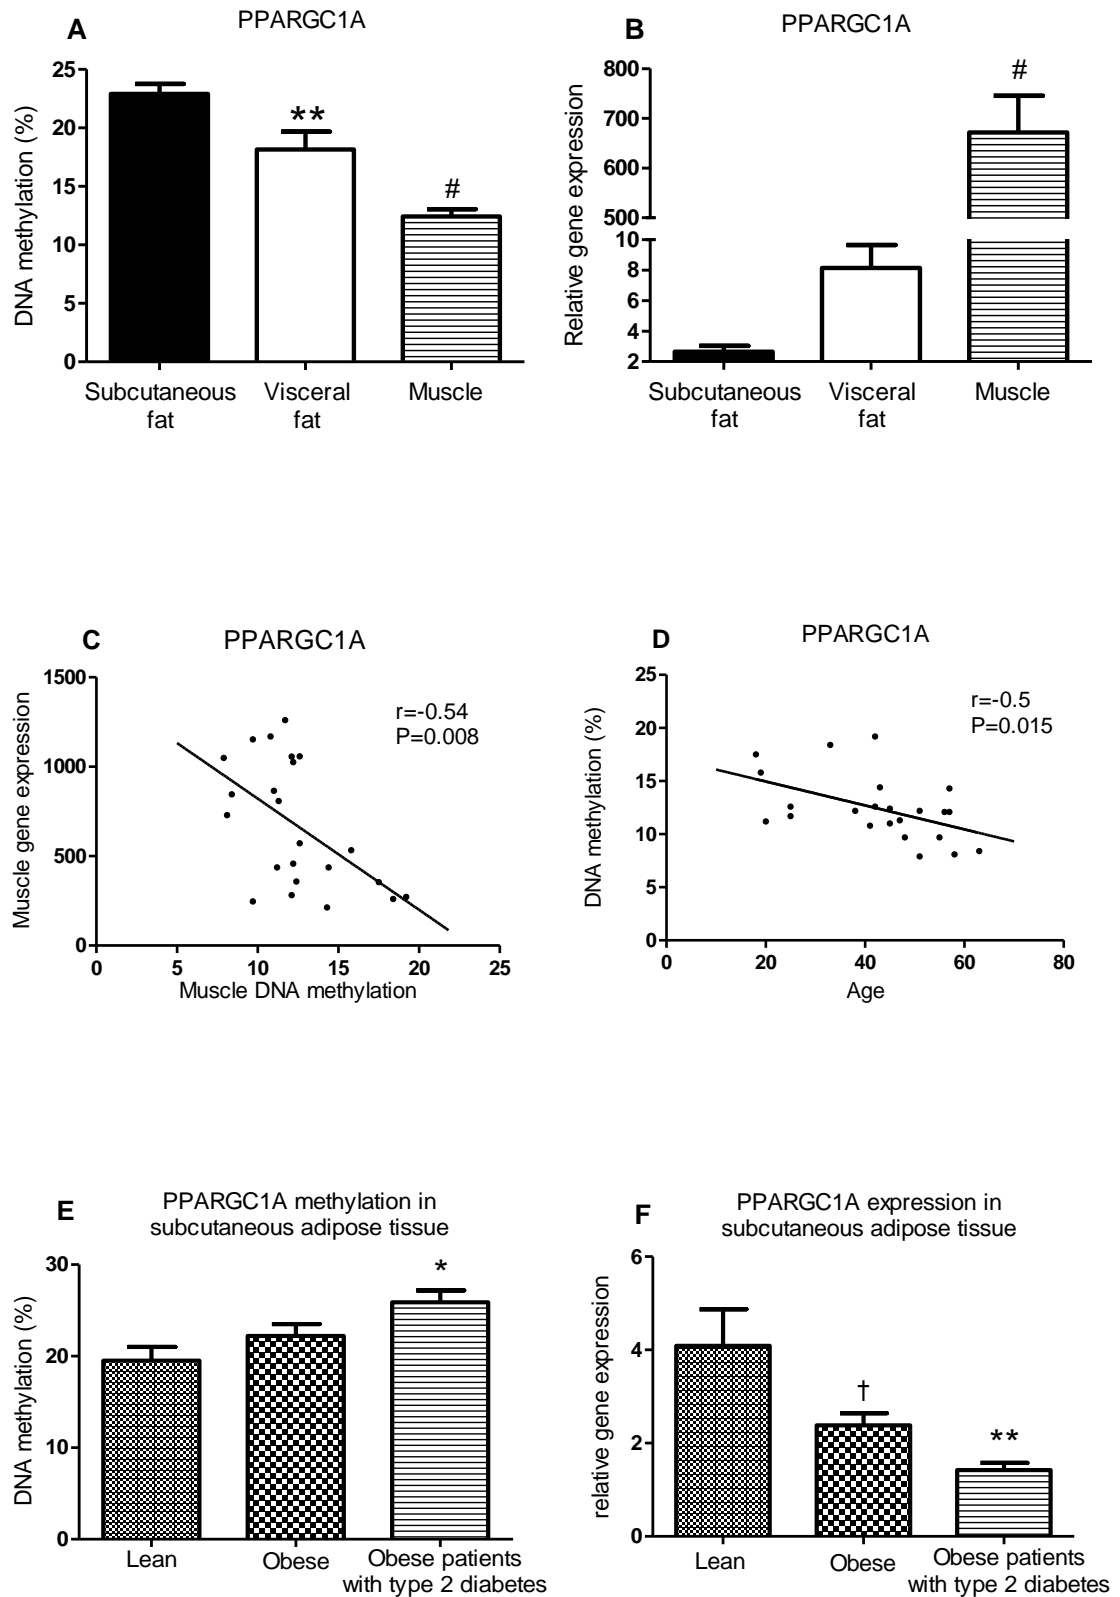 A
PPARGC1A
DNA methylation (%)
25
20
15
10
5
0
**
#
Subcutaneous
fat
Visceral
fat
Muscle
B
PPARGC1A
Relative gene expression
800
700
600
500
10
8
6
4
2
#
Subcutaneous
fat
Visceral
fat
Muscle
C
PPARGC1A
Muscle gene expression
1500
1000
500
0
r=-0.54
P=0.008
0
5
10
15
20
25
Muscle DNA methylation
D
PPARGC1A
DNA methylation (%)
25
20
15
10
5
0
r=-0.5
P=0.015
0
20
40
60
80
Age
E
PPARGC1A methylation in
subcutaneous adipose tissue
DNA methylation (%)
30
20
10
0
*
Lean
Obese
Obese patients
with type 2 diabetes
F
PPARGC1A expression in
subcutaneous adipose tissue
relative gene expression
6
4
2
0
†
**
Lean
Obese
Obese patients
with type 2 diabetes